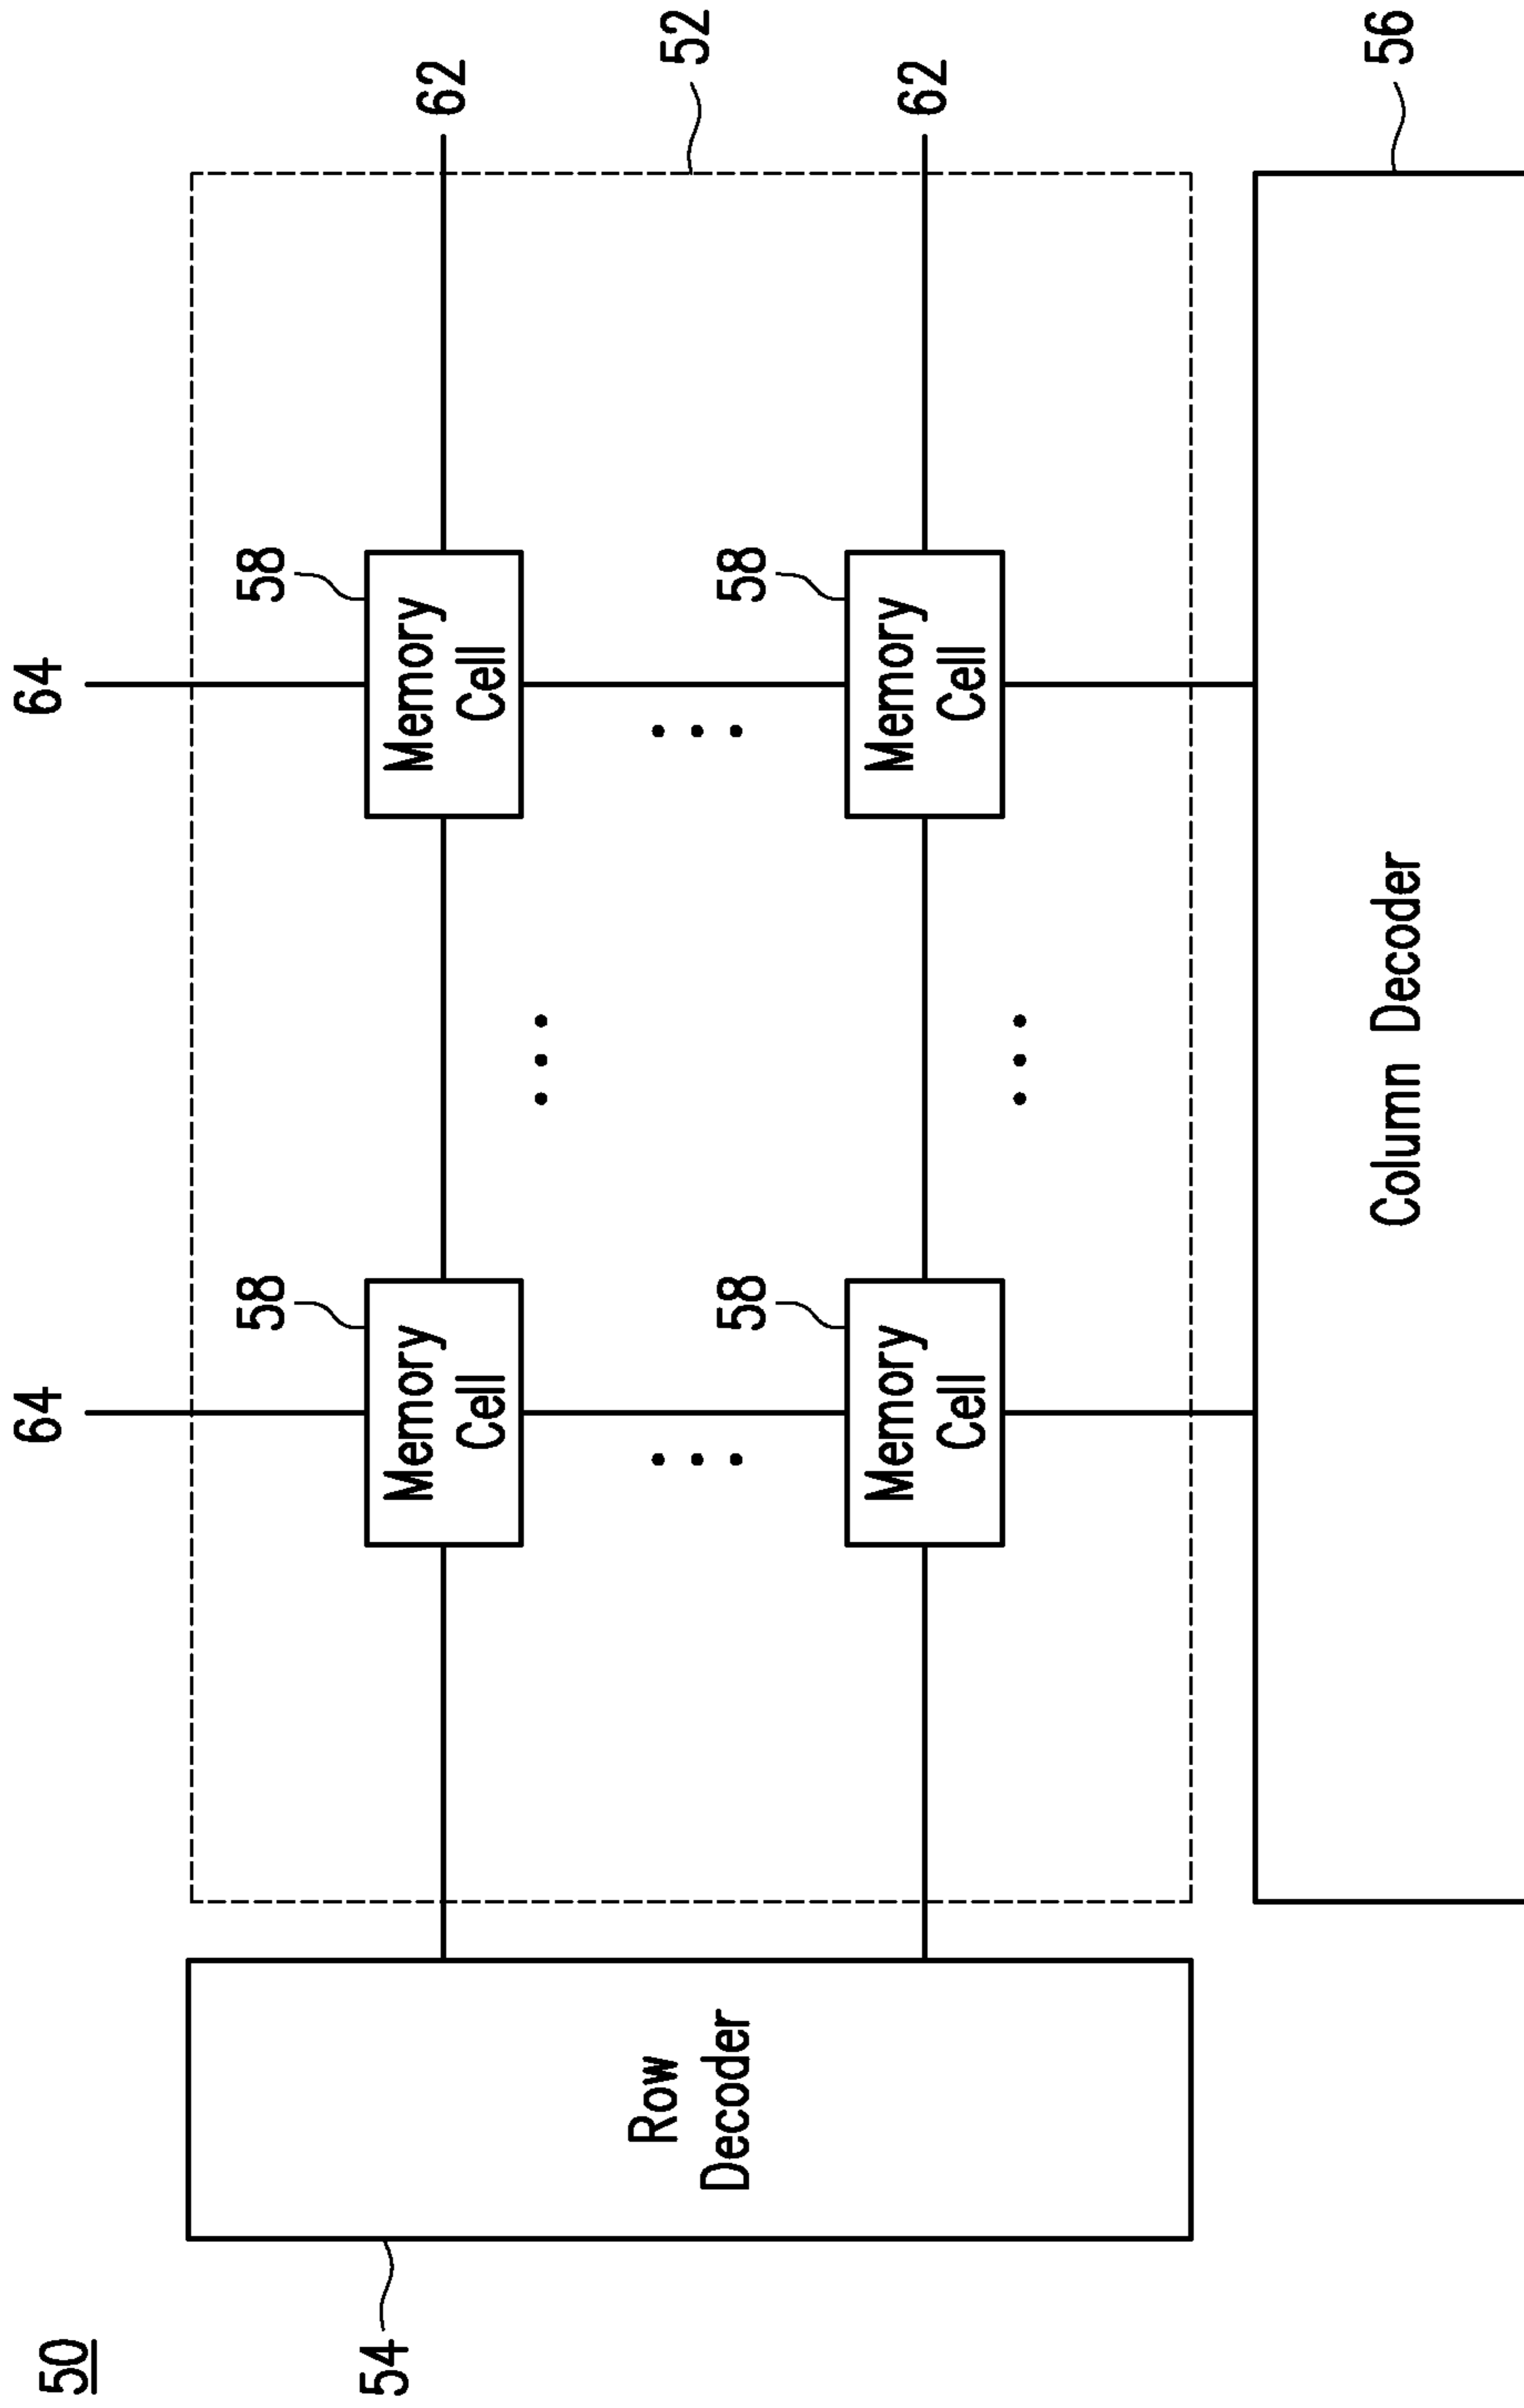 50
64
64
54
58
58
62
Memory
Cell
Memory
Cell
52
Row
Decoder
58
58
62
Memory
Cell
Memory
Cell
56
Column Decoder